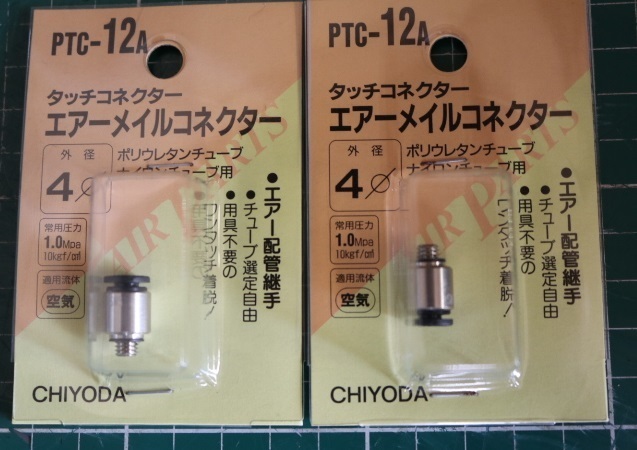 PTC-12A
タッチコネクター
エアーメイルコネクター
外径
4φ
ポリウレタンチューブ
ナイロンチューブ用
常用圧力
1.0Mpa
10kgf/c㎡
適用流体
空気
●エアー配管継手
●チューブ選定自由
●用具不要の
ワンタッチ着脱!
AIR PARTS
CHIYODA
PTC-12A
タッチコネクター
エアーメイルコネクター
外径
4φ
ポリウレタンチューブ
ナイロンチューブ用
常用圧力
1.0Mpa
10kgf/c㎡
適用流体
空気
●エアー配管継手
●チューブ選定自由
●用具不要の
ワンタッチ着脱!
AIR PARTS
CHIYODA